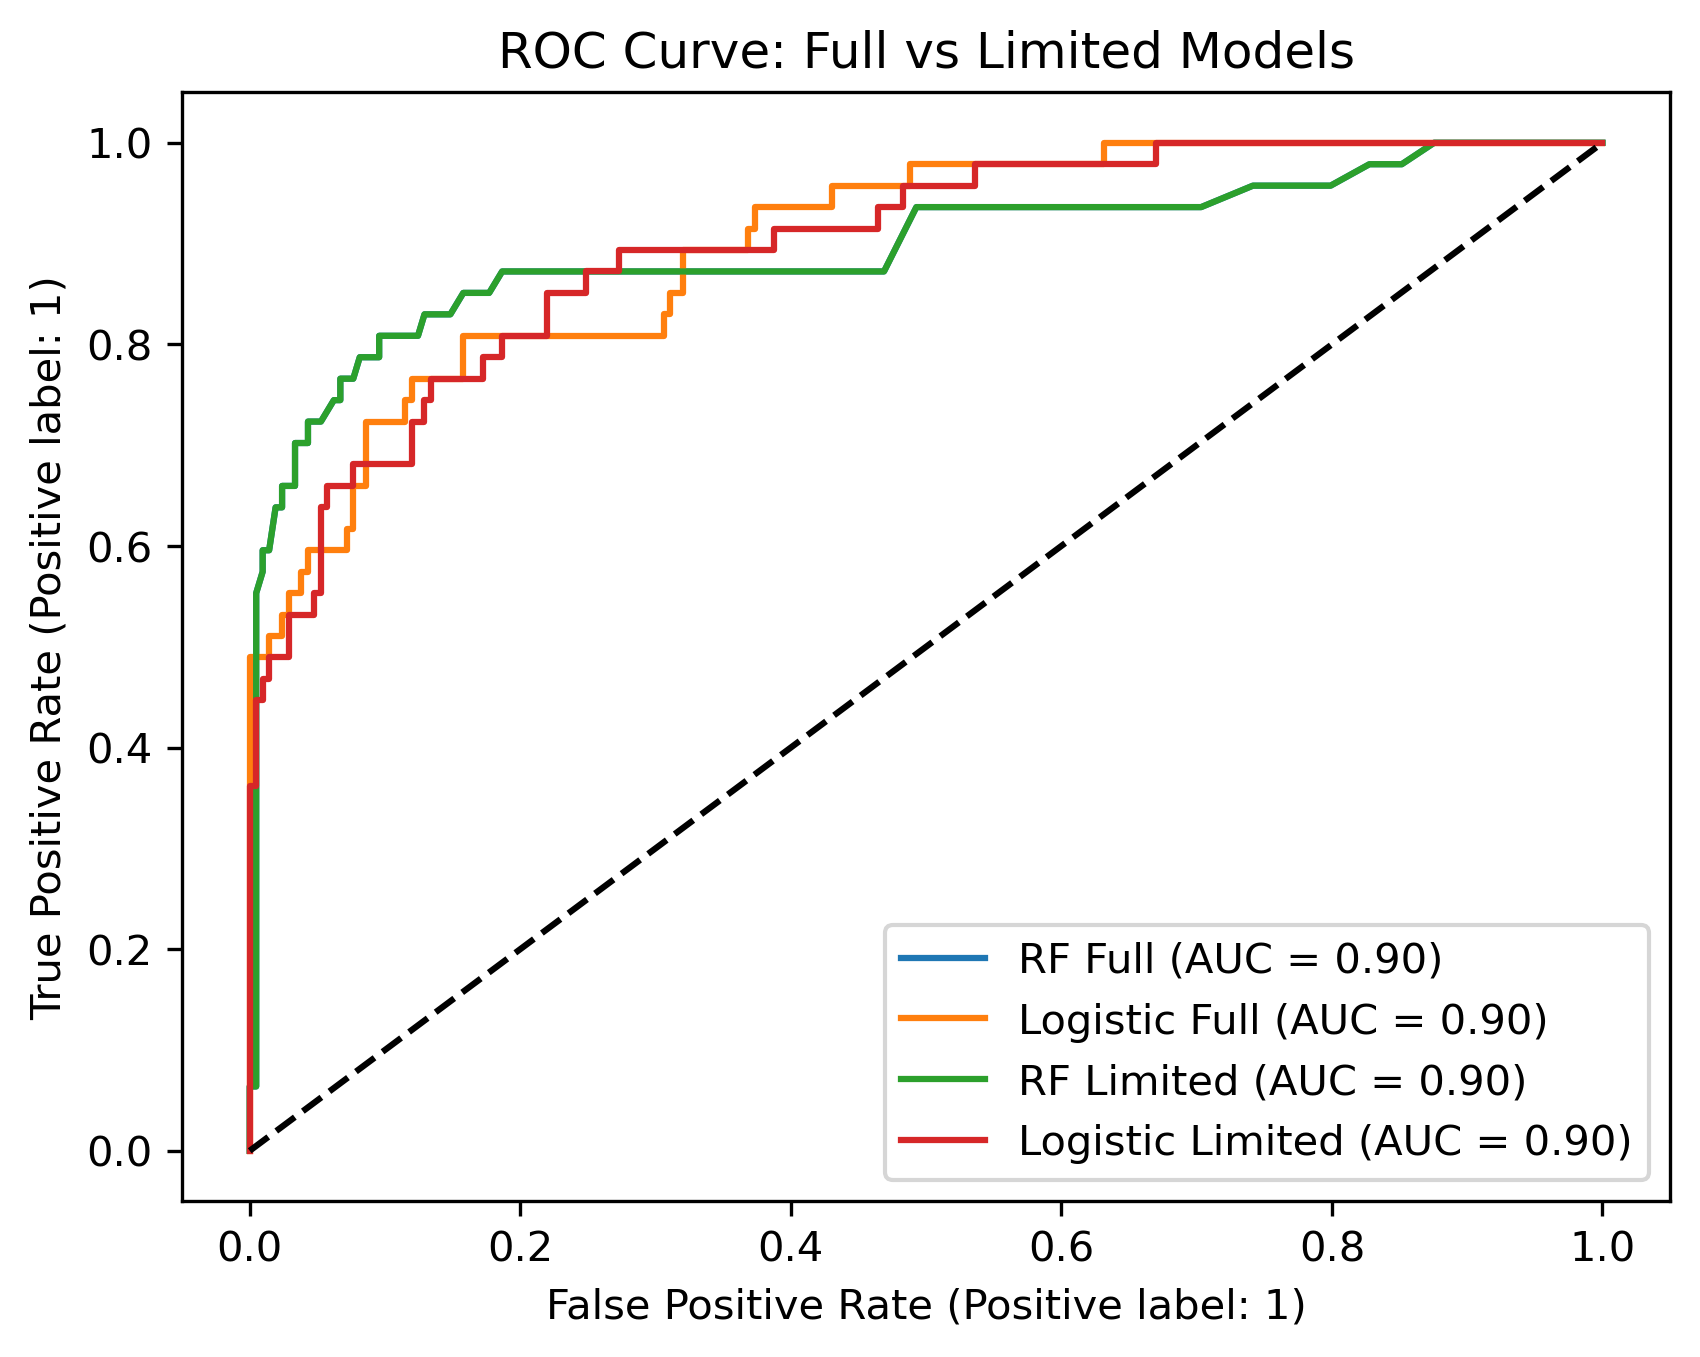 ROC Curve: Full vs Limited Models
True Positive Rate (Positive label: 1)
1.0
0.8
0.6
0.4
0.2
0.0
RF Full (AUC = 0.90)
Logistic Full (AUC = 0.90)
RF Limited (AUC = 0.90)
Logistic Limited (AUC = 0.90)
0.0 0.2 0.4 0.6 0.8 1.0
False Positive Rate (Positive label: 1)